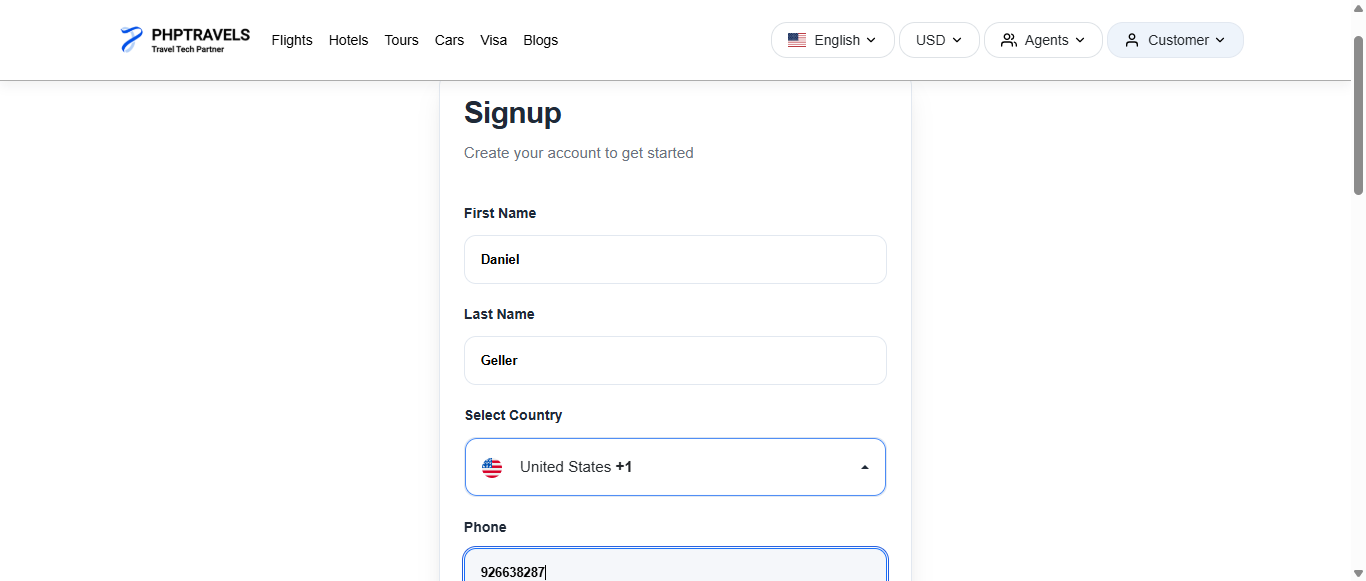 PHPTRAVELS
Travel Tech Partner
Flights Hotels Tours Cars Visa Blogs
English USD Agents Customer
Signup
Create your account to get started
First Name
Daniel
Last Name
Geller
Select Country
United States +1
Phone
926638287